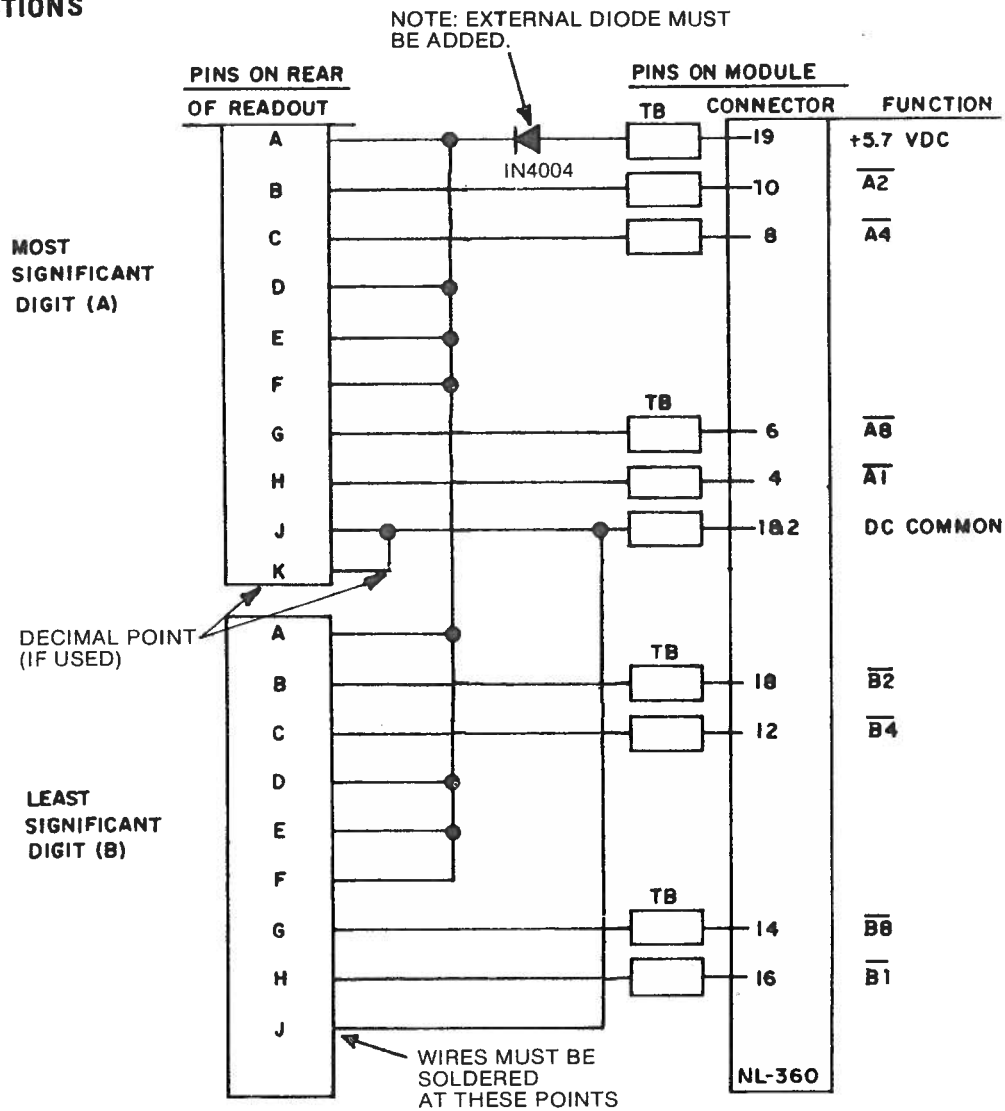 TIONS
NOTE: EXTERNAL DIODE MUST
BE ADDED.
PINS ON REAR
OF READOUT
PINS ON MODULE
CONNECTOR
FUNCTION
TB
A
IN4004
19
+5.7 VDC
B
10
A2
C
8
A4
MOST
SIGNIFICANT
DIGIT (A)
D
E
F
TB
G
6
A8
H
4
A1
J
18.2
DC COMMON
K
DECIMAL POINT
(IF USED)
A
TB
B
18
B2
C
12
B4
D
LEAST
SIGNIFICANT
DIGIT (B)
E
F
TB
G
14
B8
H
16
B1
J
WIRES MUST BE
SOLDERED
AT THESE POINTS
NL-360